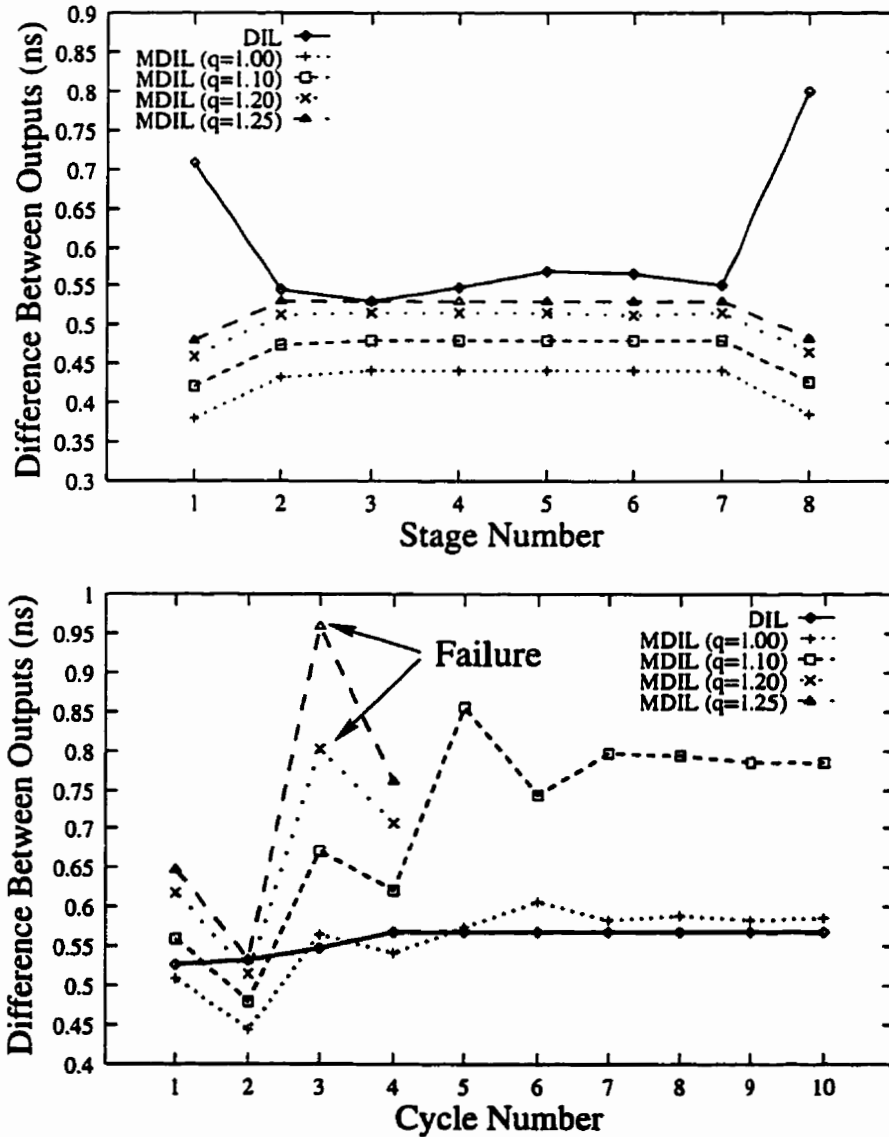 Difference Between Outputs (ns)
0.9
0.85
0.8
0.75
0.7
0.65
0.6
0.55
0.5
0.45
0.4
0.35
0.3
DIL
MDIL (q=1.00)
MDIL (q=1.10)
MDIL (q=1.20)
MDIL (q=1.25)
1 2 3 4 5 6 7 8
Stage Number
Difference Between Outputs (ns)
1
0.95
0.9
0.85
0.8
0.75
0.7
0.65
0.6
0.55
0.5
0.45
0.4
Failure
DIL
MDIL (q=1.00)
MDIL (q=1.10)
MDIL (q=1.20)
MDIL (q=1.25)
1 2 3 4 5 6 7 8 9 10
Cycle Number